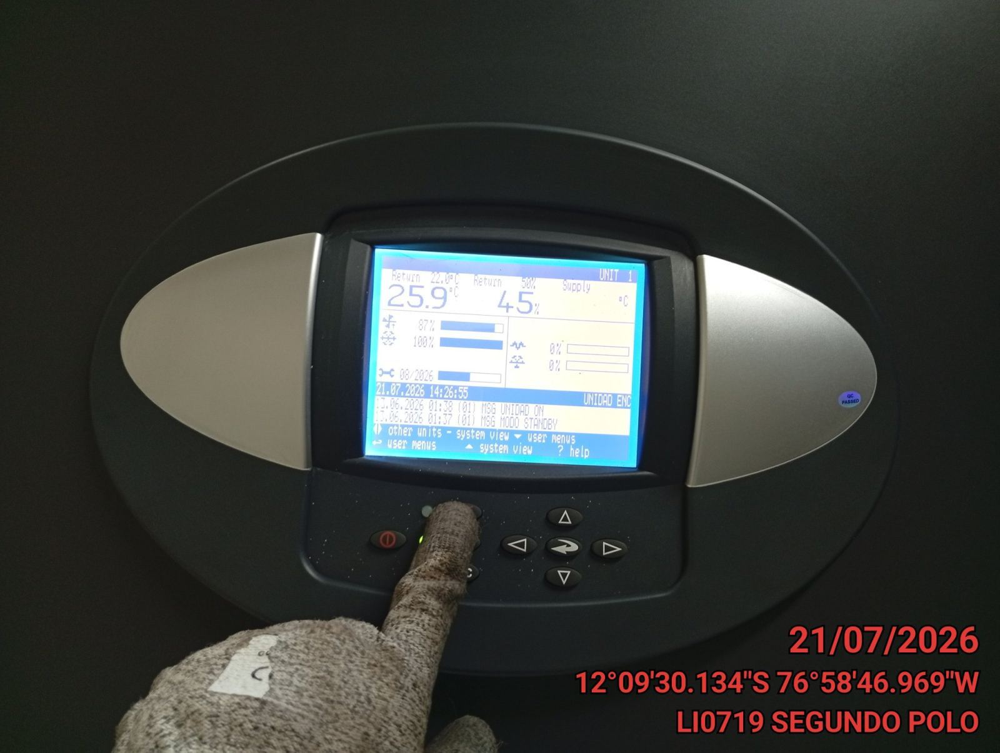 UNIT 1
Return 22.0°C Return 50% Supply
25.9°C 45% °C
87%
100%
0%
0%
08/2026
21.07.2026 14:26:55 UNIDAD ENC
13.06.2026 01:38 (01) MSG UNIDAD ON
13.06.2026 01:37 (01) MSG MODO STANDBY
other units - system view user menus
user menus system view ? help
QC
PASSED
C
21/07/2026
12°09'30.134"S 76°58'46.969"W
LI0719 SEGUNDO POLO